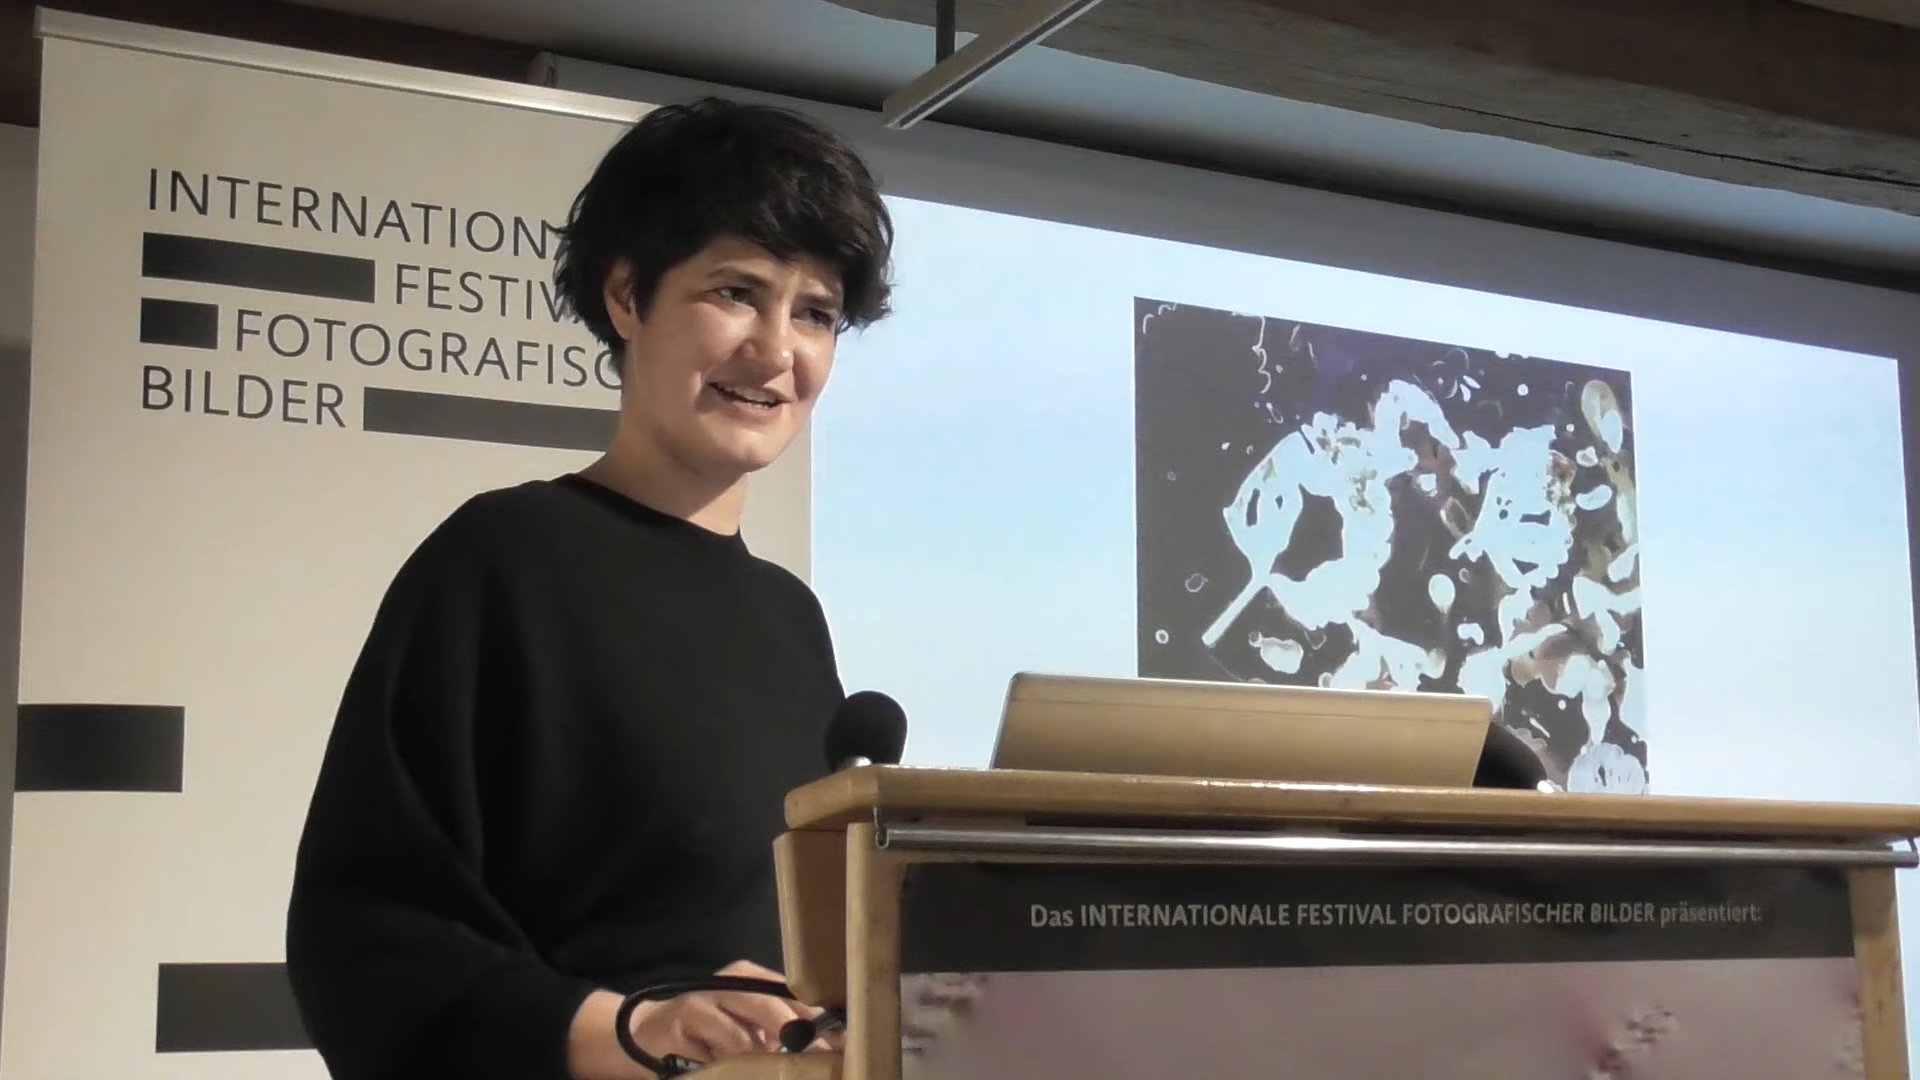 INTERNATION
FESTIV
FOTOGRAFISC
BILDER
Das INTERNATIONALE FESTIVAL FOTOGRAFISCHER BILDER präsentiert: